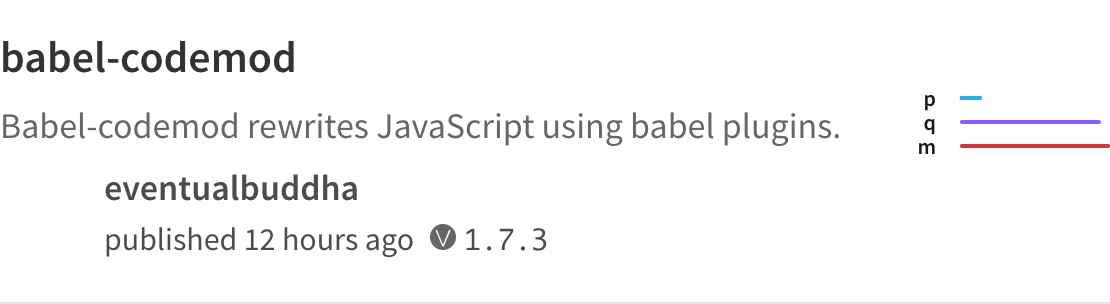 babel-codemod
Babel-codemod rewrites JavaScript using babel plugins.
p
q
m
eventualbuddha
published 12 hours ago V 1.7.3